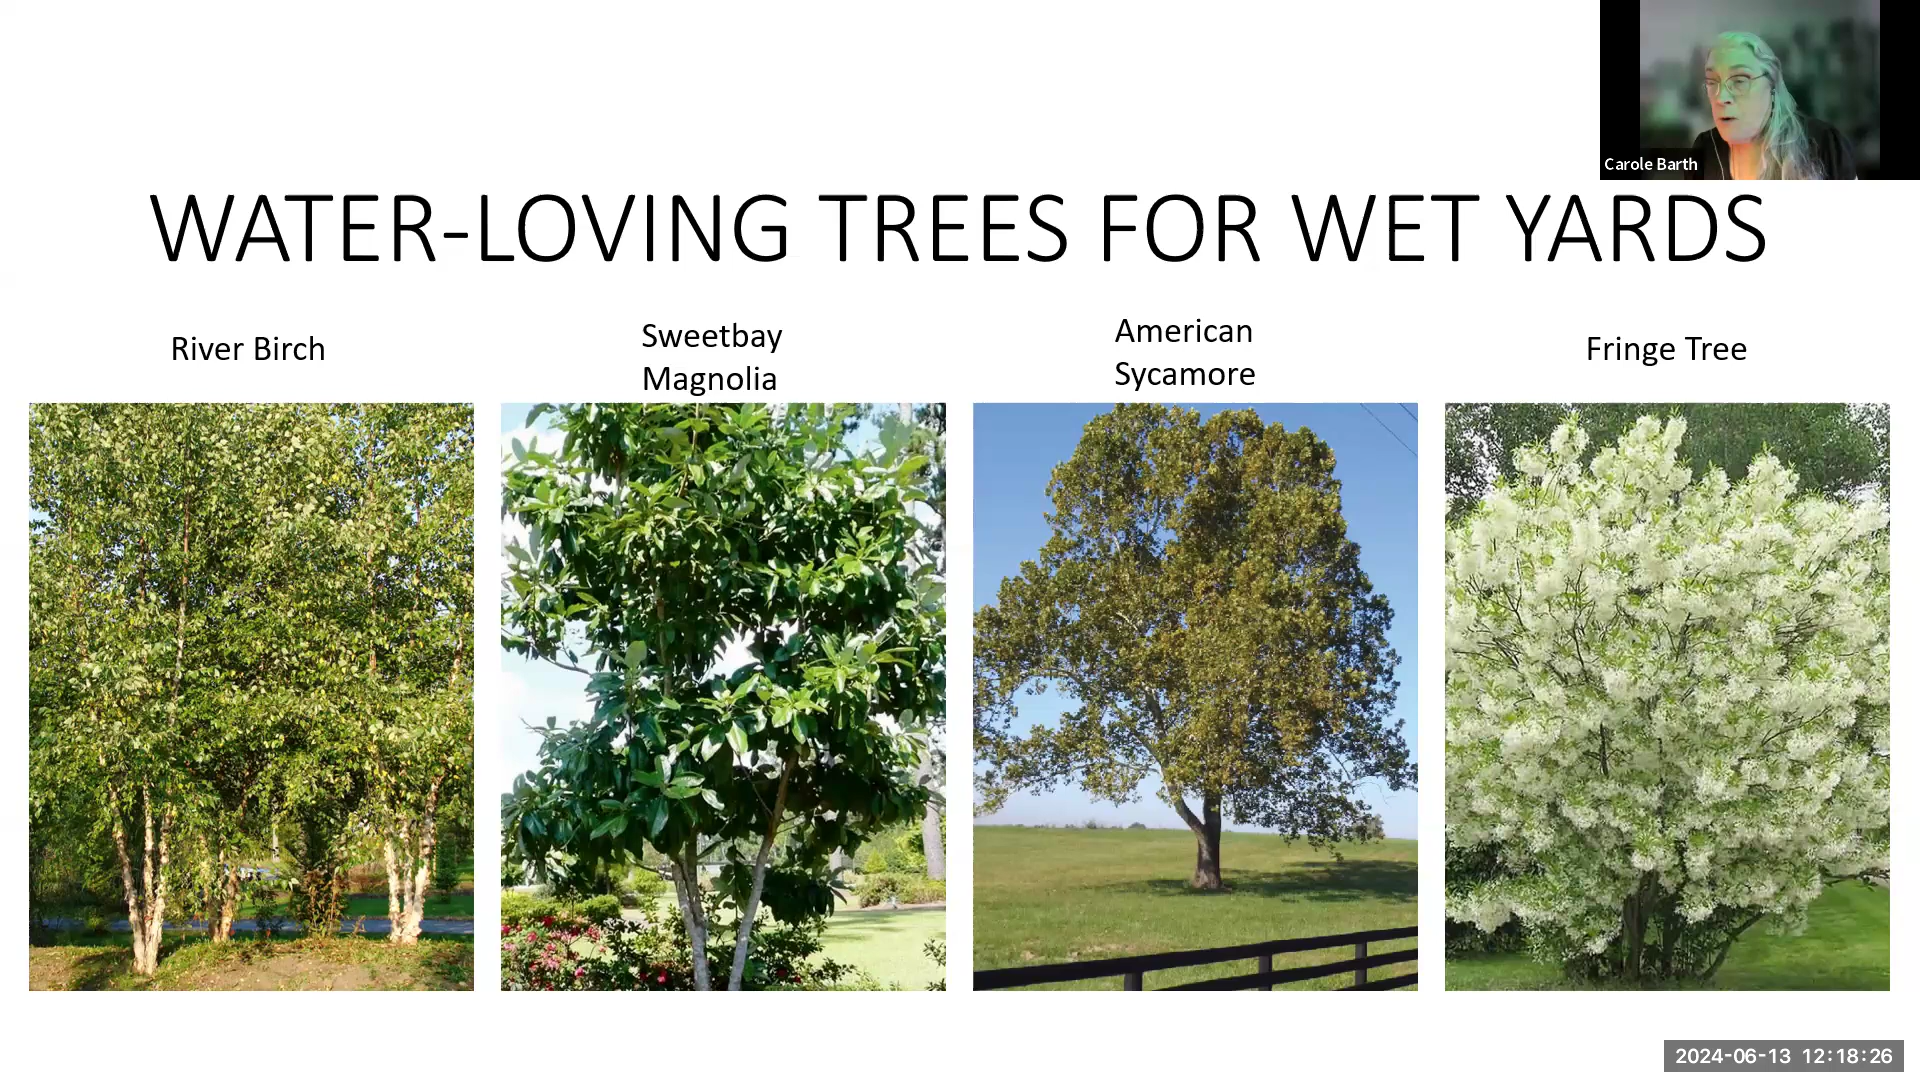 Carole Barth
WATER-LOVING TREES FOR WET YARDS
River Birch
Sweetbay
Magnolia
American
Sycamore
Fringe Tree
2024-06-13 12:18:26